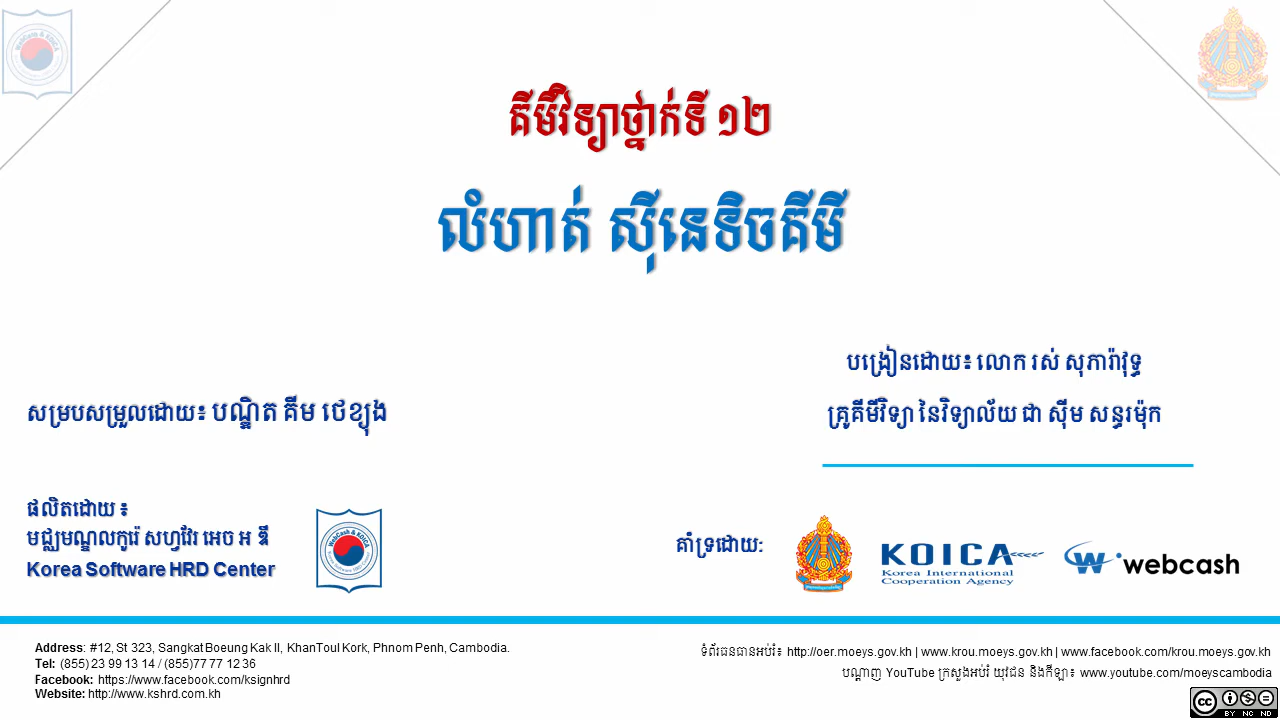 គីមីវិទ្យាថ្នាក់ទី ១២
លំហាត់ ស៊ីនេទិចគីមី
បង្រៀនដោយ៖ លោក រស់ សុភារ៉ាវុទ្ធ
គ្រូគីមីវិទ្យា នៃវិទ្យាល័យ ជា ស៊ីម សន្ធរម៉ុក
សម្របសម្រួលដោយ៖ បណ្ឌិត គីម ថេខ្យុង
ផលិតដោយ ៖
មជ្ឈមណ្ឌលកូរ៉េ សហ្វវែរ អេច អ ឌី
Korea Software HRD Center
WebCash & KOICA
គាំទ្រដោយ:
KOICA
Korea International
Cooperation Agency
webcash
Address: #12, St 323, Sangkat Boeung Kak II, KhanToul Kork, Phnom Penh, Cambodia.
Tel: (855) 23 99 13 14 / (855)77 77 12 36
Facebook: https://www.facebook.com/ksignhrd
Website: http://www.kshrd.com.kh
ទំព័រធនធានអប់រំ៖ http://oer.moeys.gov.kh | www.krou.moeys.gov.kh | www.facebook.com/krou.moeys.gov.kh
បណ្តាញ YouTube ក្រសួងអប់រំ យុវជន និងកីឡា៖ www.youtube.com/moeyscambodia
BY NC ND